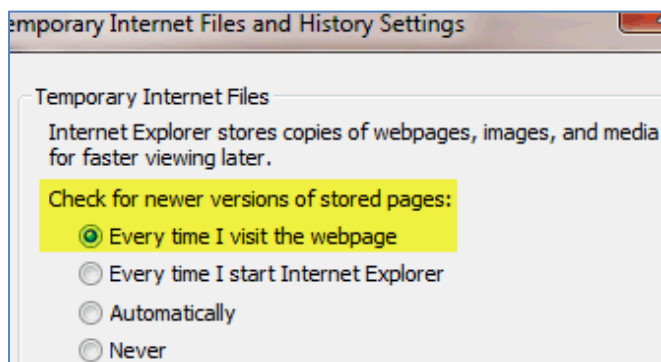 emporary Internet Files and History Settings
Temporary Internet Files
Internet Explorer stores copies of webpages, images, and media
for faster viewing later.
Check for newer versions of stored pages:
Every time I visit the webpage
Every time I start Internet Explorer
Automatically
Never